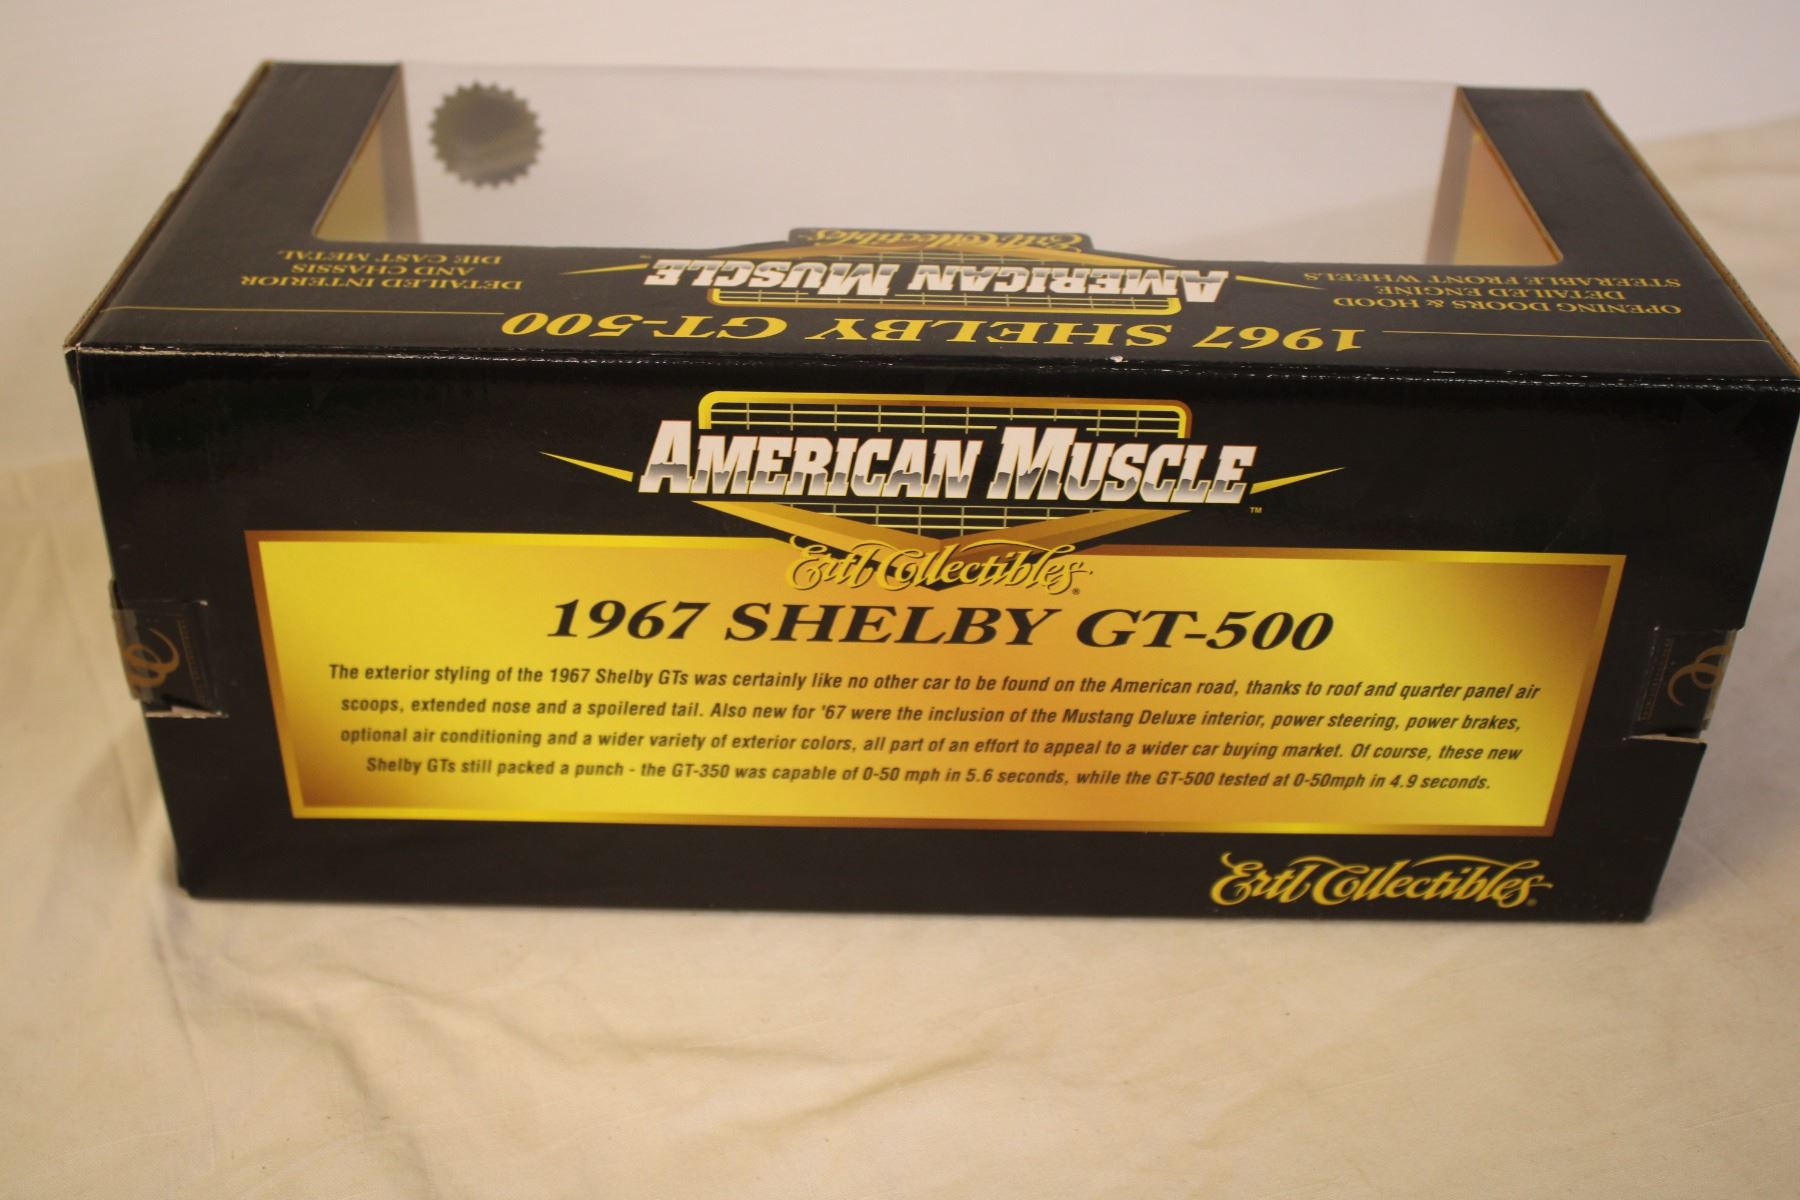 OPENING DOORS & HOOD
DETAILED ENGINE
STEERABLE FRONT WHEELS
DETAILED INTERIOR
AND CHASSIS
DIE CAST METAL
Ertl Collectibles
AMERICAN MUSCLE
1967 SHELBY GT-500
AMERICAN MUSCLE™
Ertl Collectibles®
1967 SHELBY GT-500
The exterior styling of the 1967 Shelby GTs was certainly like no other car to be found on the American road, thanks to roof and quarter panel air
scoops, extended nose and a spoilered tail. Also new for '67 were the inclusion of the Mustang Deluxe interior, power steering, power brakes,
optional air conditioning and a wider variety of exterior colors, all part of an effort to appeal to a wider car buying market. Of course, these new
Shelby GTs still packed a punch - the GT-350 was capable of 0-50 mph in 5.6 seconds, while the GT-500 tested at 0-50mph in 4.9 seconds.
Ertl Collectibles®